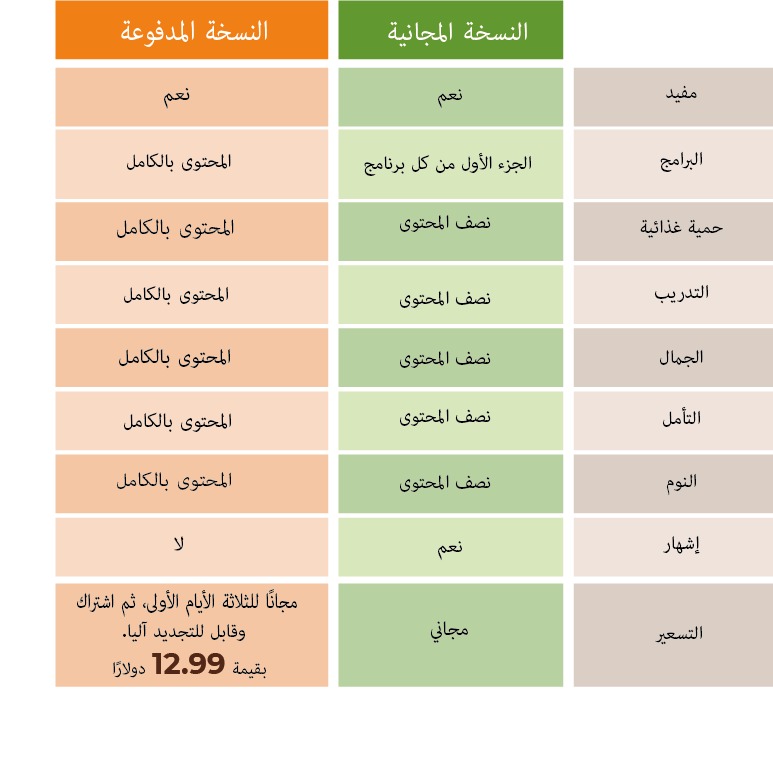 النسخة المجانية
النسخة المدفوعة
مفيد
نعم
نعم
البرامج
الجزء الأول من كل برنامج
المحتوى بالكامل
حمية غذائية
نصف المحتوى
المحتوى بالكامل
التدريب
نصف المحتوى
المحتوى بالكامل
الجمال
نصف المحتوى
المحتوى بالكامل
التأمل
نصف المحتوى
المحتوى بالكامل
النوم
نصف المحتوى
المحتوى بالكامل
إشهار
نعم
لا
التسعير
مجاني
مجانًا للثلاثة الأيام الأولى، ثم اشتراك
وقابل للتجديد آليا.
بقيمة 12.99 دولارًا